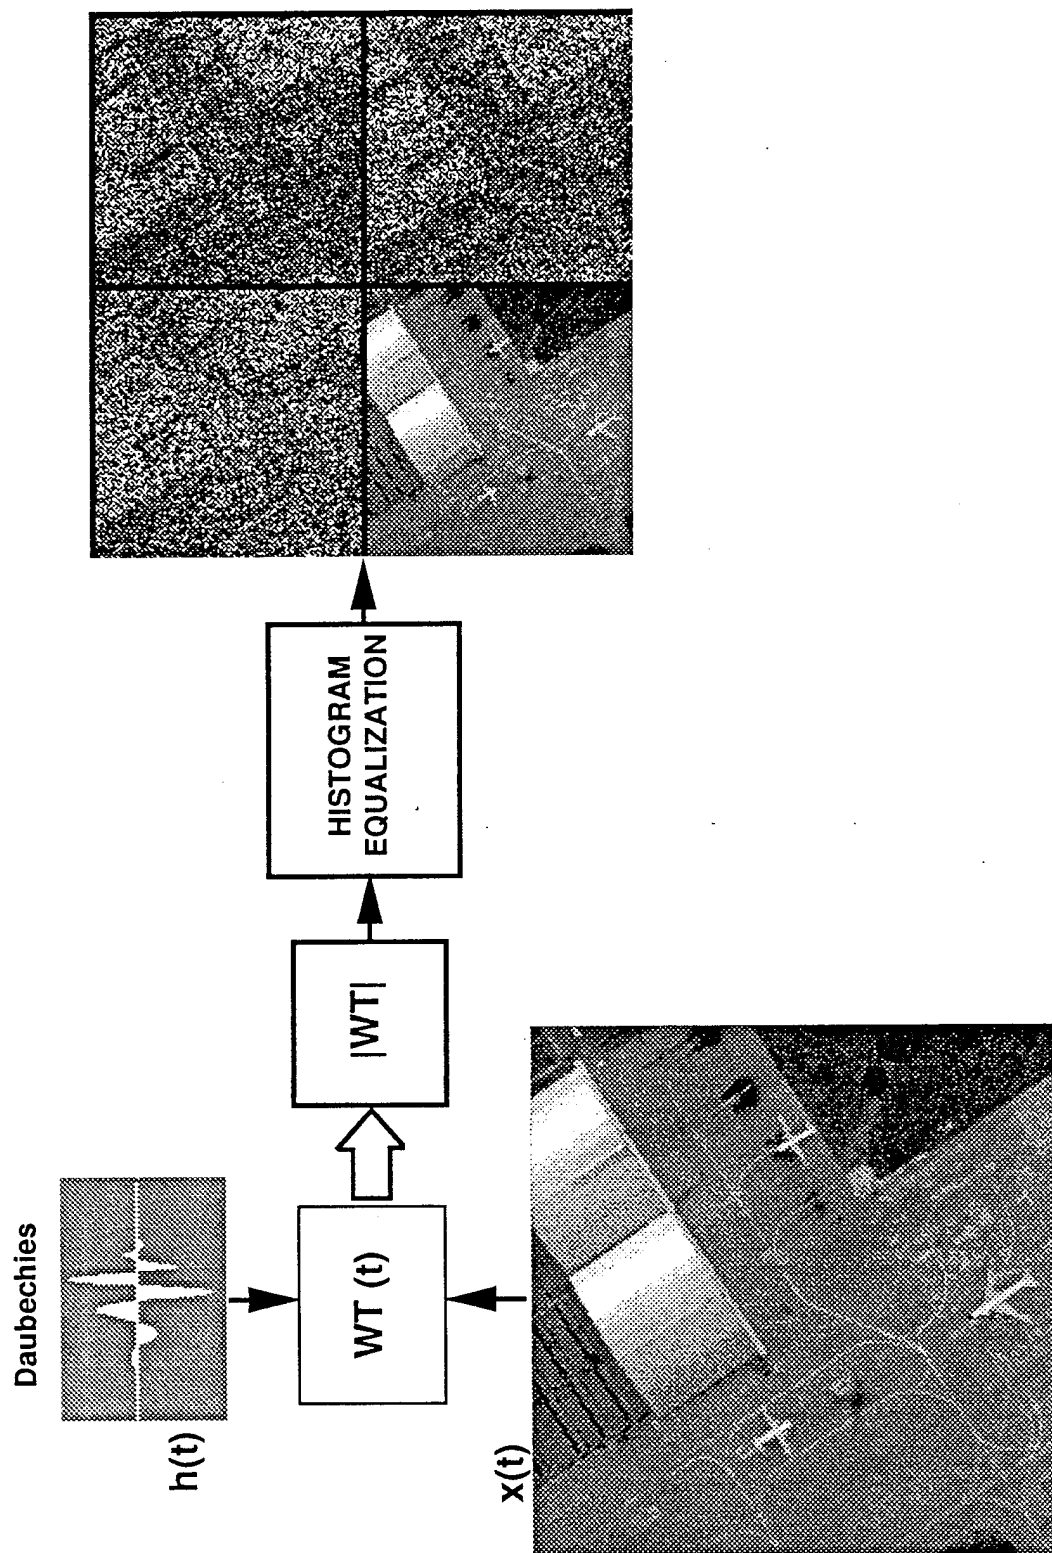 Daubechies
h(t)
x(t)
WT (t)
|WT|
HISTOGRAM
EQUALIZATION